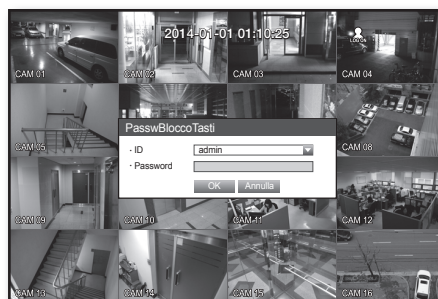 2014-01-01 01:10:25
LOG ON
CAM 01
CAM 02
CAM 03
CAM 04
PasswBloccoTasti
CAM 05
CAM 08
· ID
admin
· Password
OK
Annulla
CAM 09
CAM 10
CAM 11
CAM 12
CAM 13
CAM 14
CAM 15
CAM 16